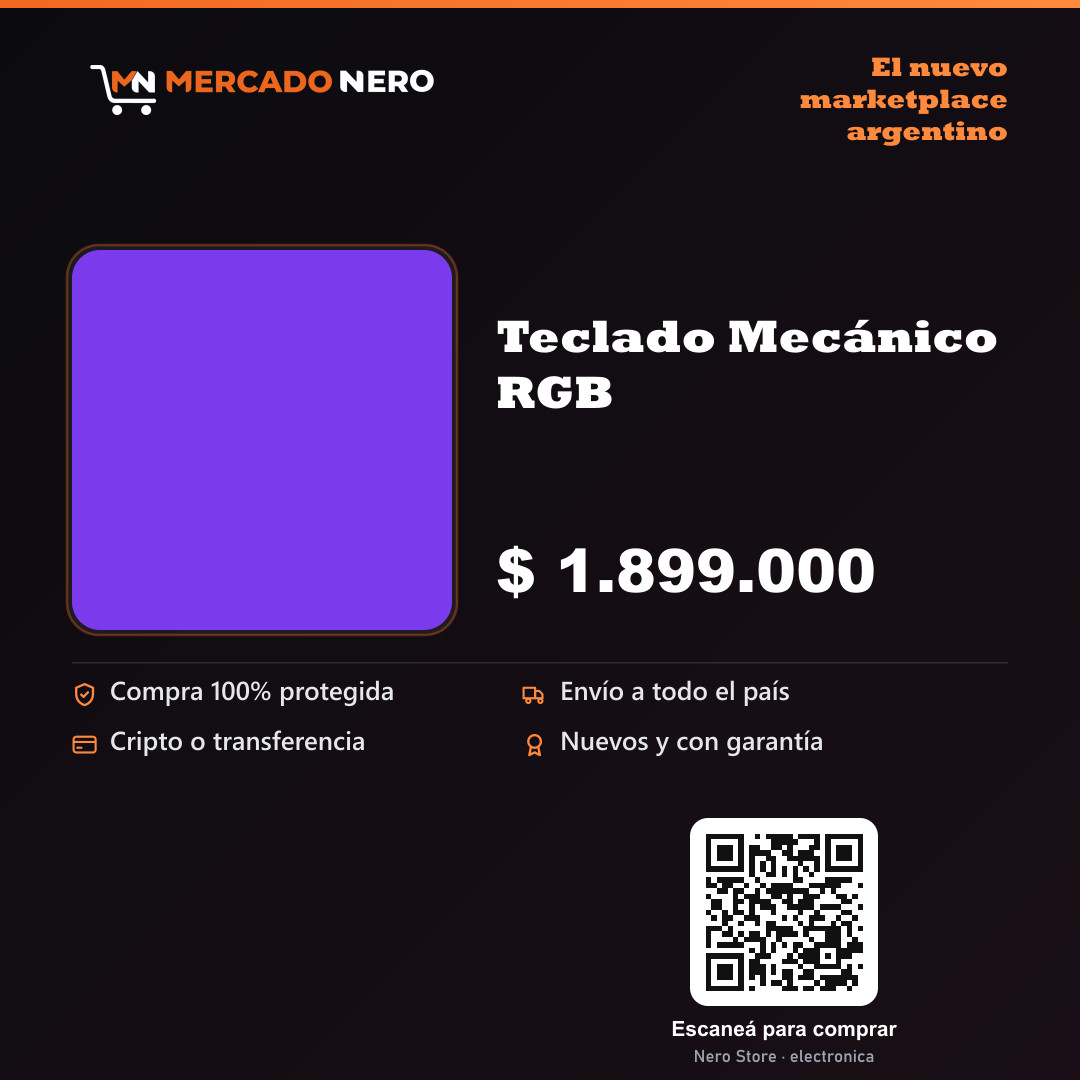 MN MERCADO NERO
El nuevo
marketplace
argentino
Teclado Mecánico
RGB
$ 1.899.000
Compra 100% protegida
Envío a todo el país
Cripto o transferencia
Nuevos y con garantía
Escaneá para comprar
Nero Store · electronica